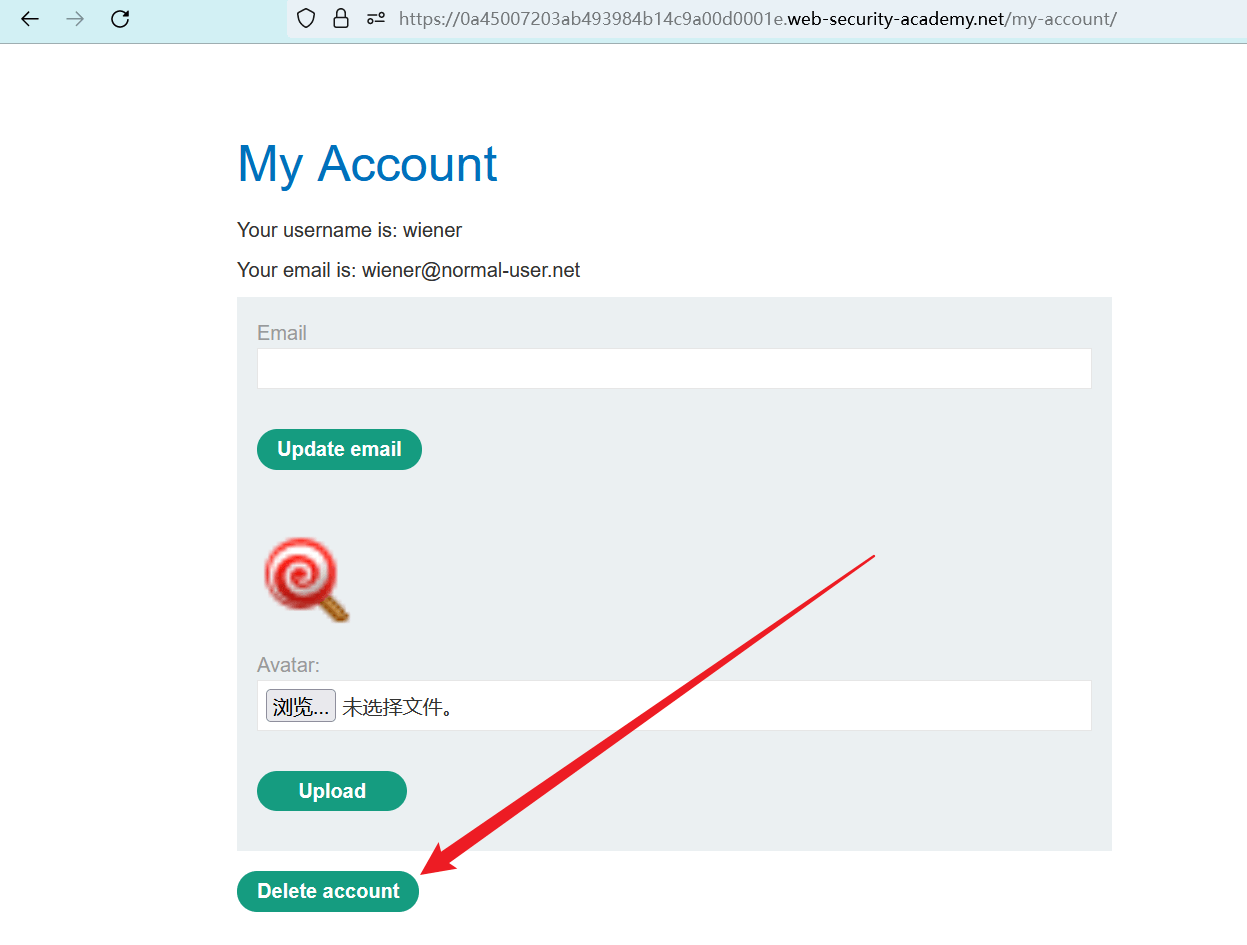 https://0a45007203ab493984b14c9a00d0001e.web-security-academy.net/my-account/
My Account
Your username is: wiener
Your email is: wiener@normal-user.net
Email
Update email
Avatar:
浏览... 未选择文件。
Upload
Delete account